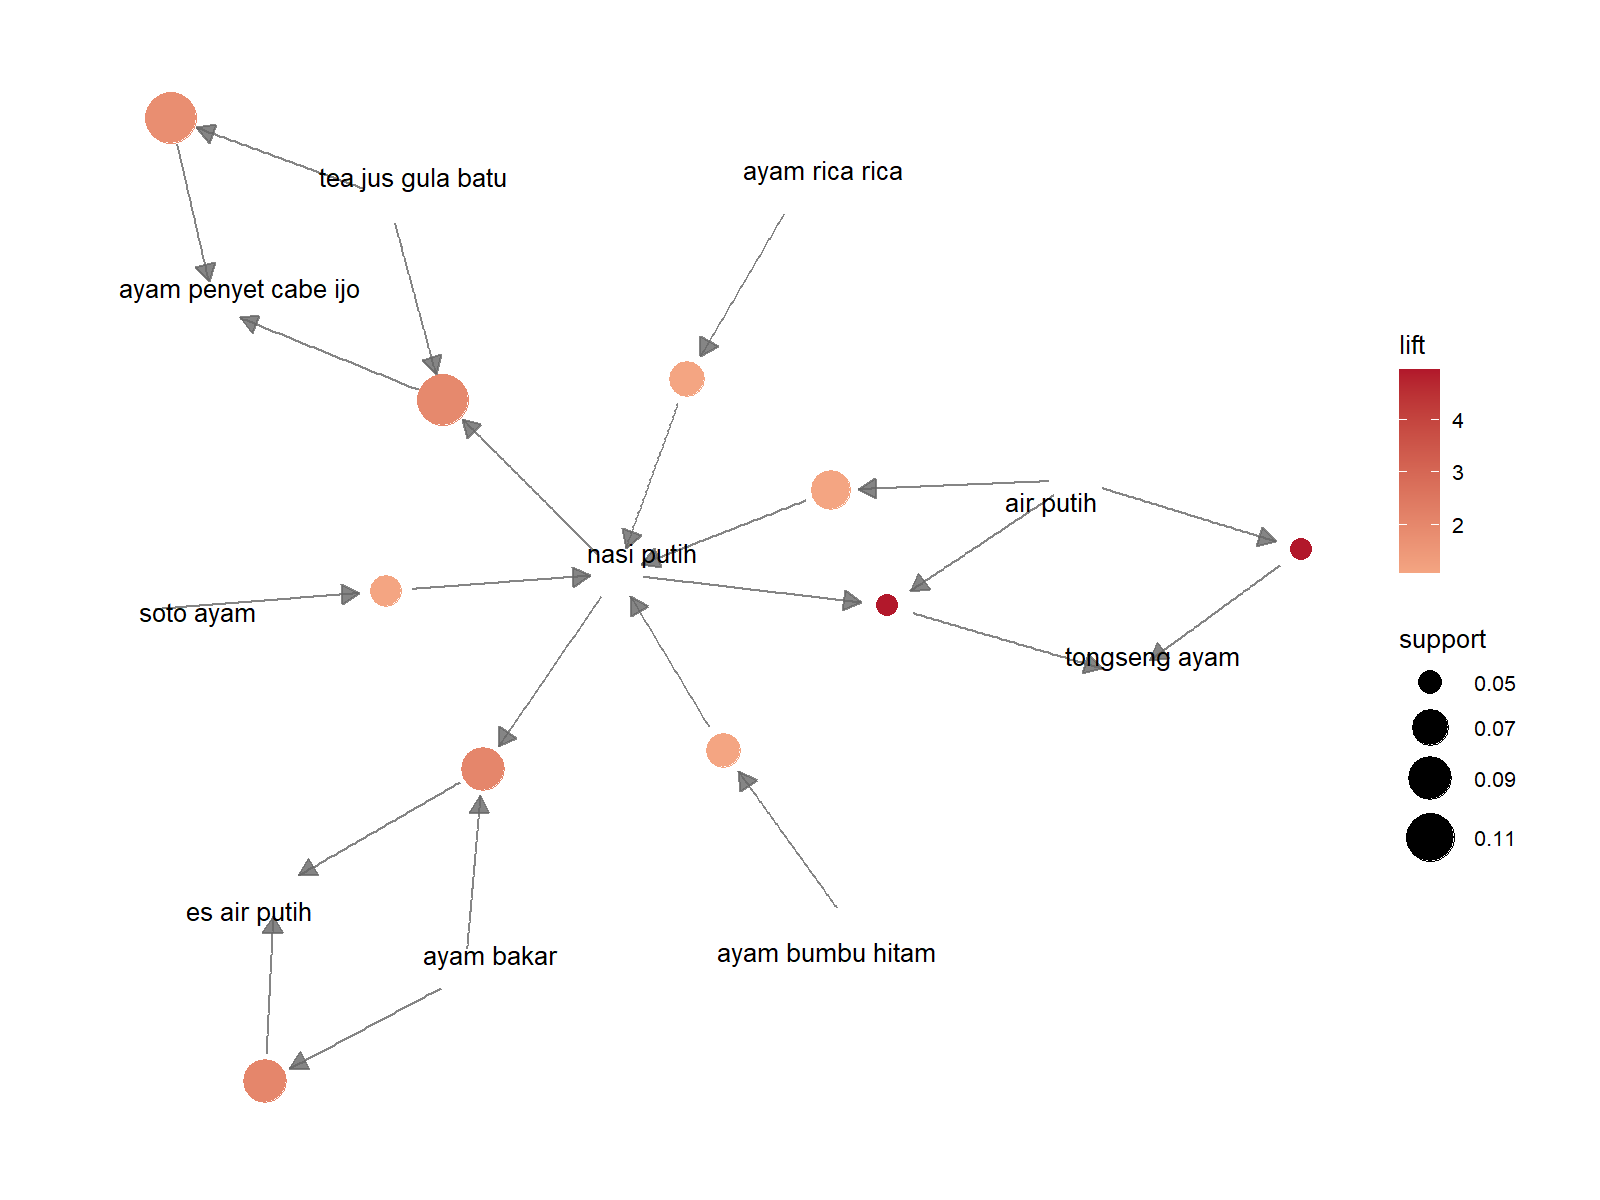 tea jus gula batu
ayam rica rica
ayam penyet cabe ijo
air putih
nasi putih
soto ayam
tongseng ayam
es air putih
ayam bakar
ayam bumbu hitam
lift
4
3
2
support
0.05
0.07
0.09
0.11